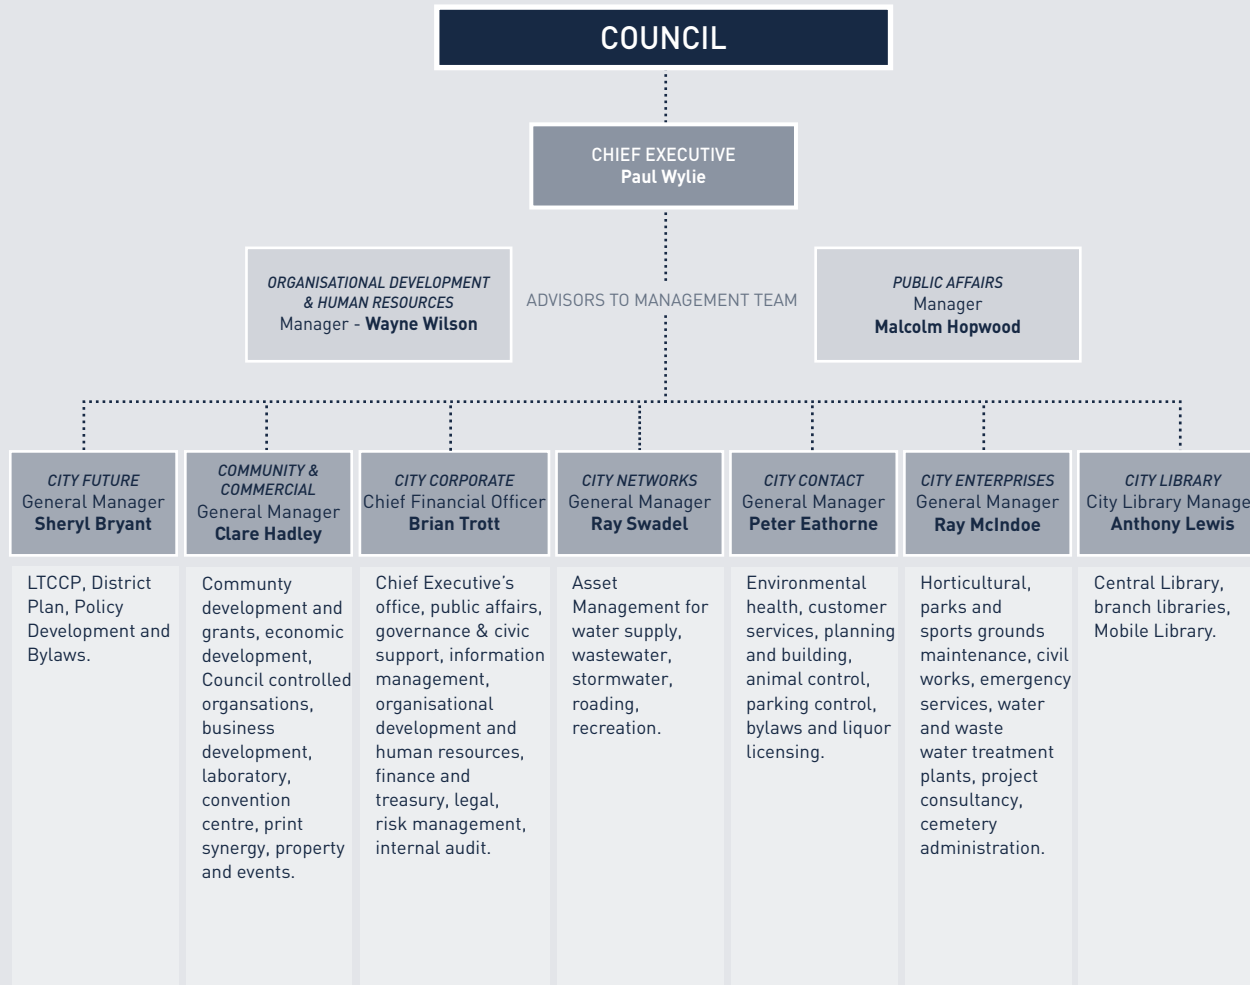 COUNCIL
CHIEF EXECUTIVE
Paul Wylie
ORGANISATIONAL DEVELOPMENT
& HUMAN RESOURCES
Manager - Wayne Wilson
ADVISORS TO MANAGEMENT TEAM
PUBLIC AFFAIRS
Manager
Malcolm Hopwood
CITY FUTURE
General Manager
Sheryl Bryant
COMMUNITY &
COMMERCIAL
General Manager
Clare Hadley
CITY CORPORATE
Chief Financial Officer
Brian Trott
CITY NETWORKS
General Manager
Ray Swadel
CITY CONTACT
General Manager
Peter Eathorne
CITY ENTERPRISES
General Manager
Ray McIndoe
CITY LIBRARY
City Library Manage
Anthony Lewis
LTCCP, District
Plan, Policy
Development and
Bylaws.
Communty
development and
grants, economic
development,
Council controlled
organsations,
business
development,
laboratory,
convention
centre, print
synergy, property
and events.
Chief Executive's
office, public affairs,
governance & civic
support, information
management,
organisational
development and
human resources,
finance and
treasury, legal,
risk management,
internal audit.
Asset
Management for
water supply,
wastewater,
stormwater,
roading,
recreation.
Environmental
health, customer
services, planning
and building,
animal control,
parking control,
bylaws and liquor
licensing.
Horticultural,
parks and
sports grounds
maintenance, civil
works, emergency
services, water
and waste
water treatment
plants, project
consultancy,
cemetery
administration.
Central Library,
branch libraries,
Mobile Library.